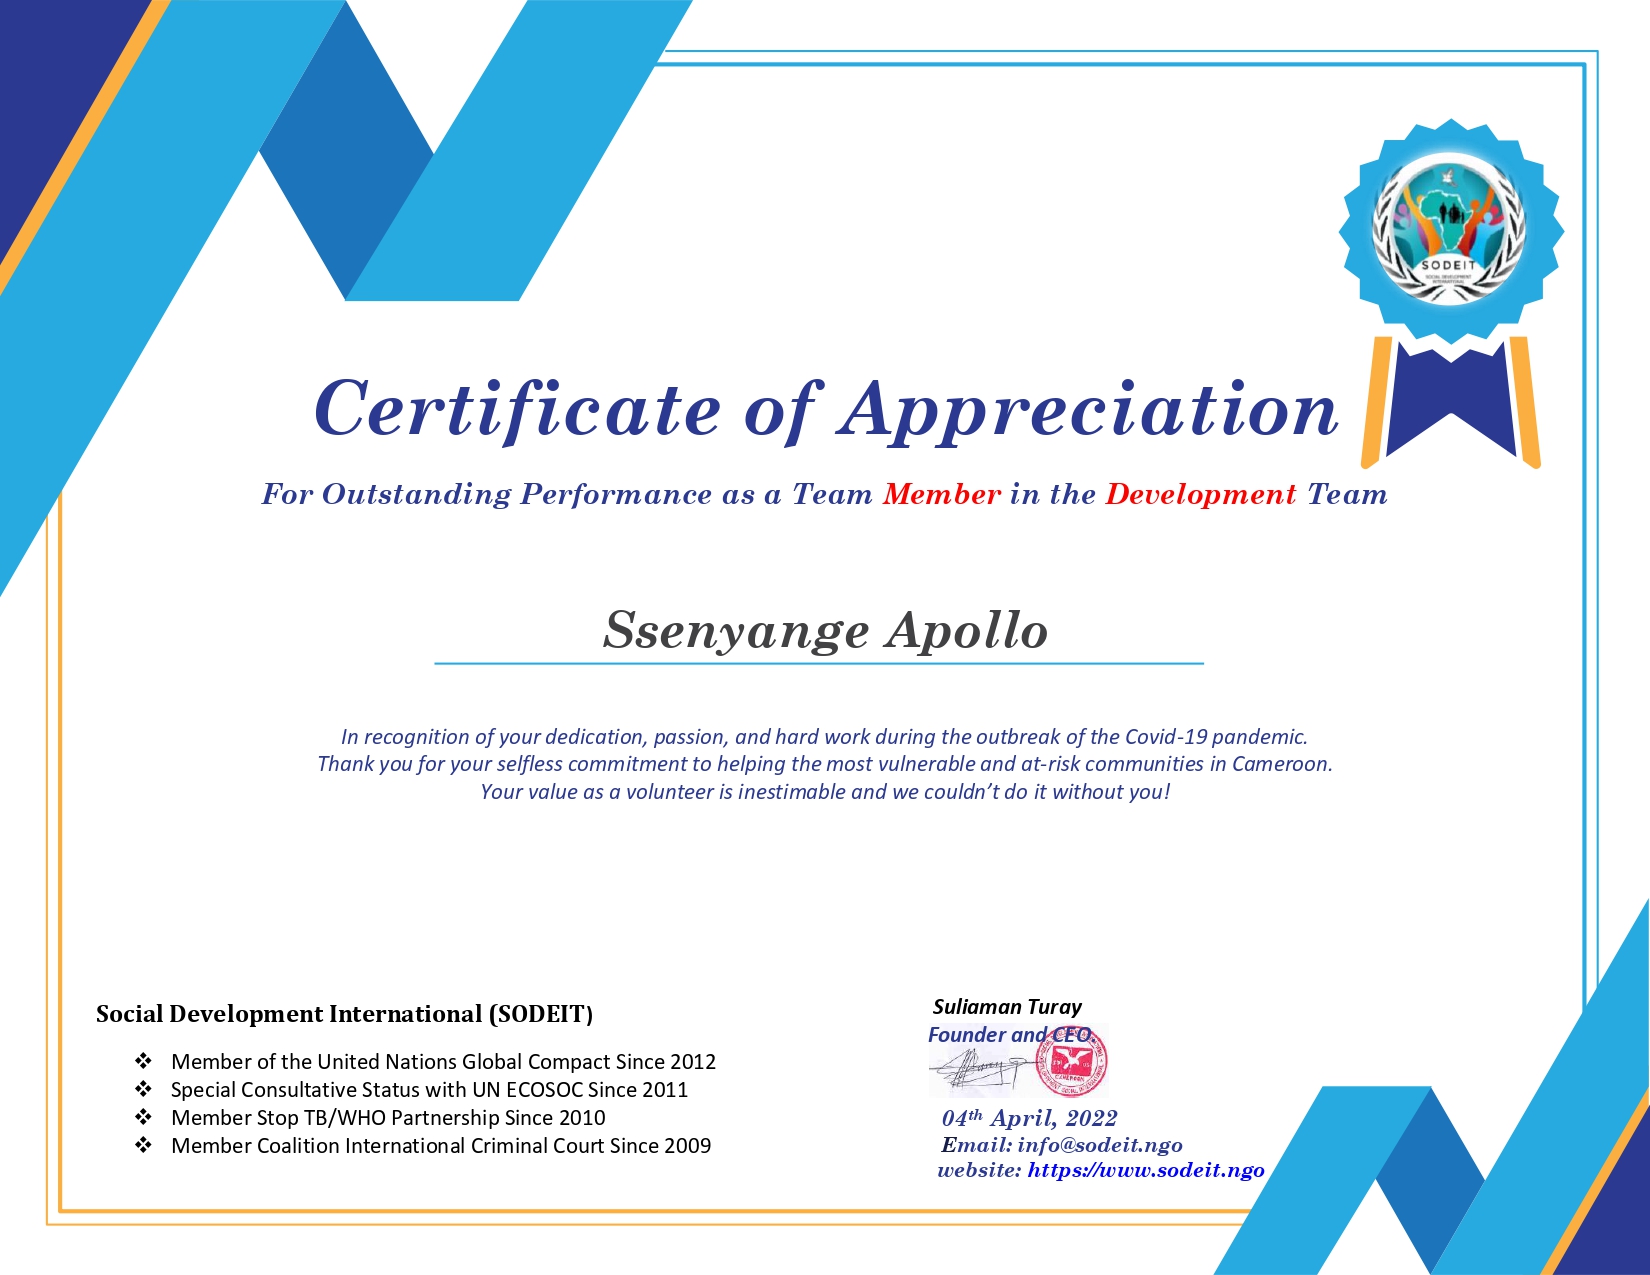 SODEIT
SOCIAL DEVELOPMENT
INTERNATIONAL
Certificate of Appreciation
For Outstanding Performance as a Team Member in the Development Team
Ssenyange Apollo
In recognition of your dedication, passion, and hard work during the outbreak of the Covid-19 pandemic.
Thank you for your selfless commitment to helping the most vulnerable and at-risk communities in Cameroon.
Your value as a volunteer is inestimable and we couldn't do it without you!
Social Development International (SODEIT)
❖ Member of the United Nations Global Compact Since 2012
❖ Special Consultative Status with UN ECOSOC Since 2011
❖ Member Stop TB/WHO Partnership Since 2010
❖ Member Coalition International Criminal Court Since 2009
Suliaman Turay
Founder and CEO.
CAMEROON
04th April, 2022
Email: info@sodeit.ngo
website: https://www.sodeit.ngo